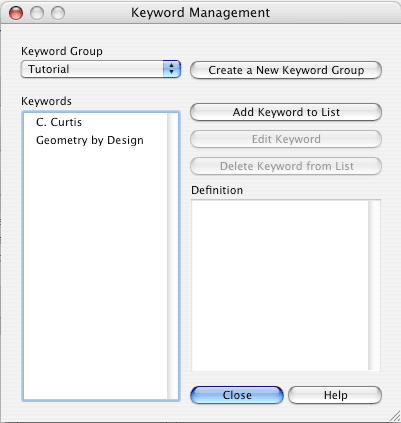 Keyword Management
Keyword Group
Tutorial
Create a New Keyword Group
Keywords
Add Keyword to List
C. Curtis
Geometry by Design
Edit Keyword
Delete Keyword from List
Definition
Close
Help